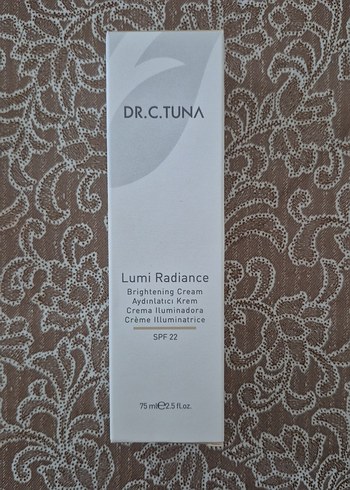 DR.C.TUNA
Lumi Radiance
Brightening Cream
Aydınlatıcı Krem
Crema Iluminadora
Crème Illuminatrice
SPF 22
75 ml℮2.5 fl.oz.